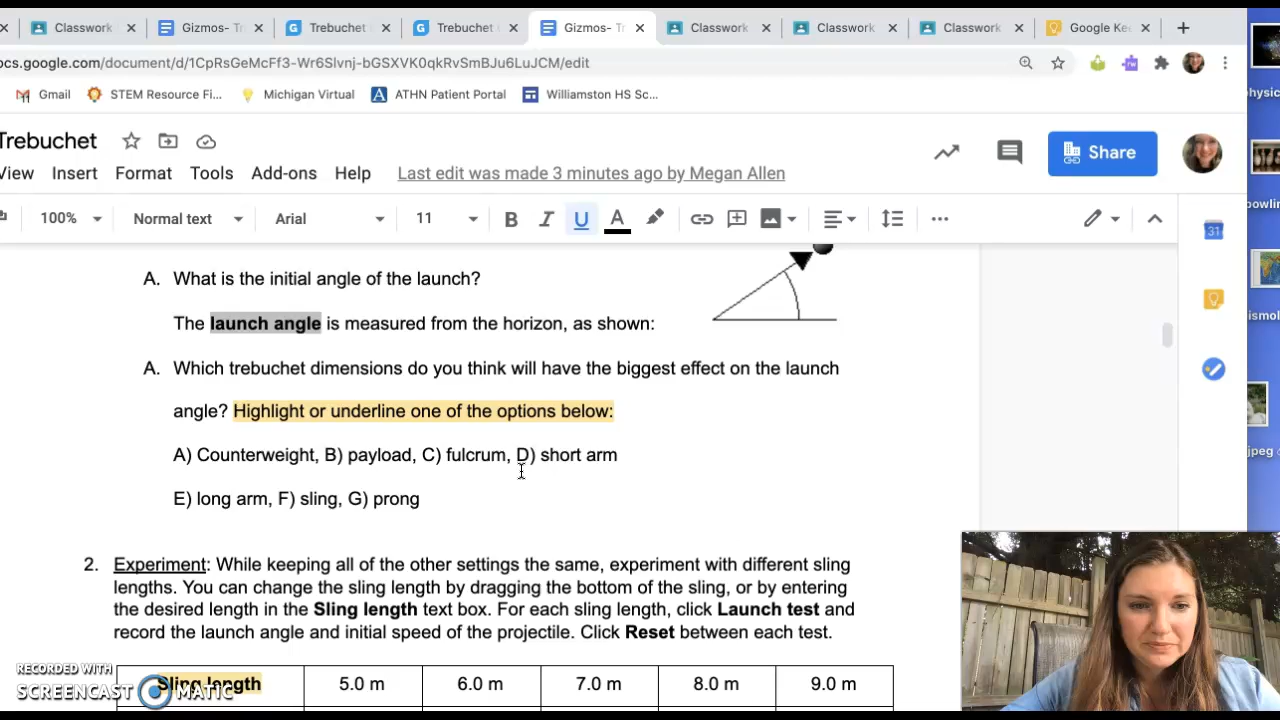 Classwork
Gizmos- Tr
Trebuchet
Trebuchet
Gizmos- Tr
Classwork
Classwork
Classwork
Google Kee
ocs.google.com/document/d/1CpRsGeMcFf3-Wr6Slvnj-bGSXVK0qkRvSmBJu6LuJCM/edit
Gmail
STEM Resource Fi...
Michigan Virtual
ATHN Patient Portal
Williamston HS Sc...
Trebuchet
Share
View Insert Format Tools Add-ons Help Last edit was made 3 minutes ago by Megan Allen
100% Normal text Arial 11 B I U A
31
A. What is the initial angle of the launch?
The launch angle is measured from the horizon, as shown:
A. Which trebuchet dimensions do you think will have the biggest effect on the launch
angle? Highlight or underline one of the options below:
A) Counterweight, B) payload, C) fulcrum, D) short arm
E) long arm, F) sling, G) prong
2. Experiment: While keeping all of the other settings the same, experiment with different sling
lengths. You can change the sling length by dragging the bottom of the sling, or by entering
the desired length in the Sling length text box. For each sling length, click Launch test and
record the launch angle and initial speed of the projectile. Click Reset between each test.
Sling length 5.0 m 6.0 m 7.0 m 8.0 m 9.0 m
RECORDED WITH
SCREENCAST MATIC
physic
jpeg